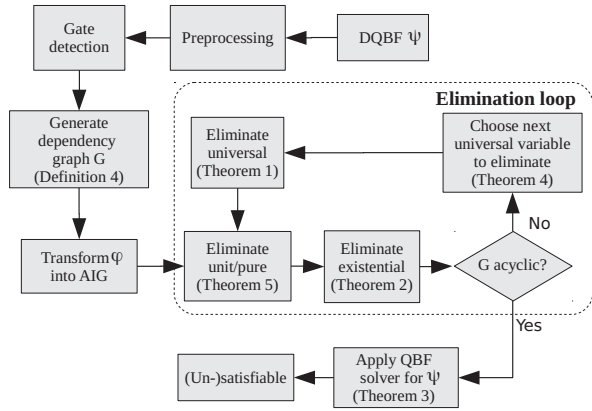 Gate
detection
Preprocessing
DQBF ψ
Elimination loop
Generate
dependency
graph G
(Definition 4)
Eliminate
universal
(Theorem 1)
Choose next
universal variable
to eliminate
(Theorem 4)
No
Transform φ
into AIG
Eliminate
unit/pure
(Theorem 5)
Eliminate
existential
(Theorem 2)
G acyclic?
Yes
(Un-)satisfiable
Apply QBF
solver for ψ
(Theorem 3)